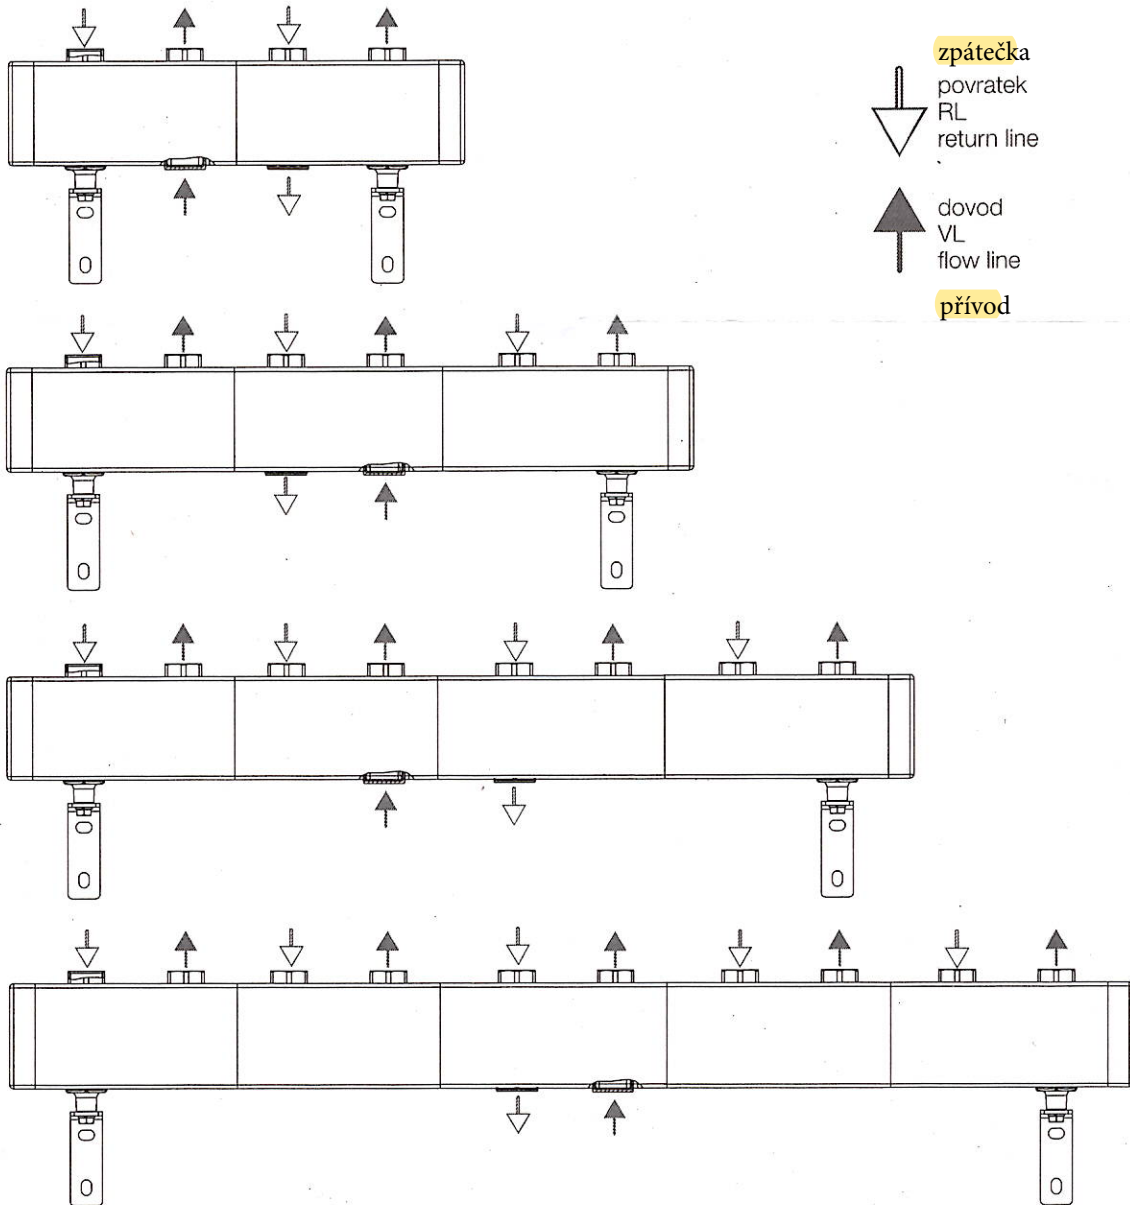 zpátečka
povratek
RL
return line
dovod
VL
flow line
přívod